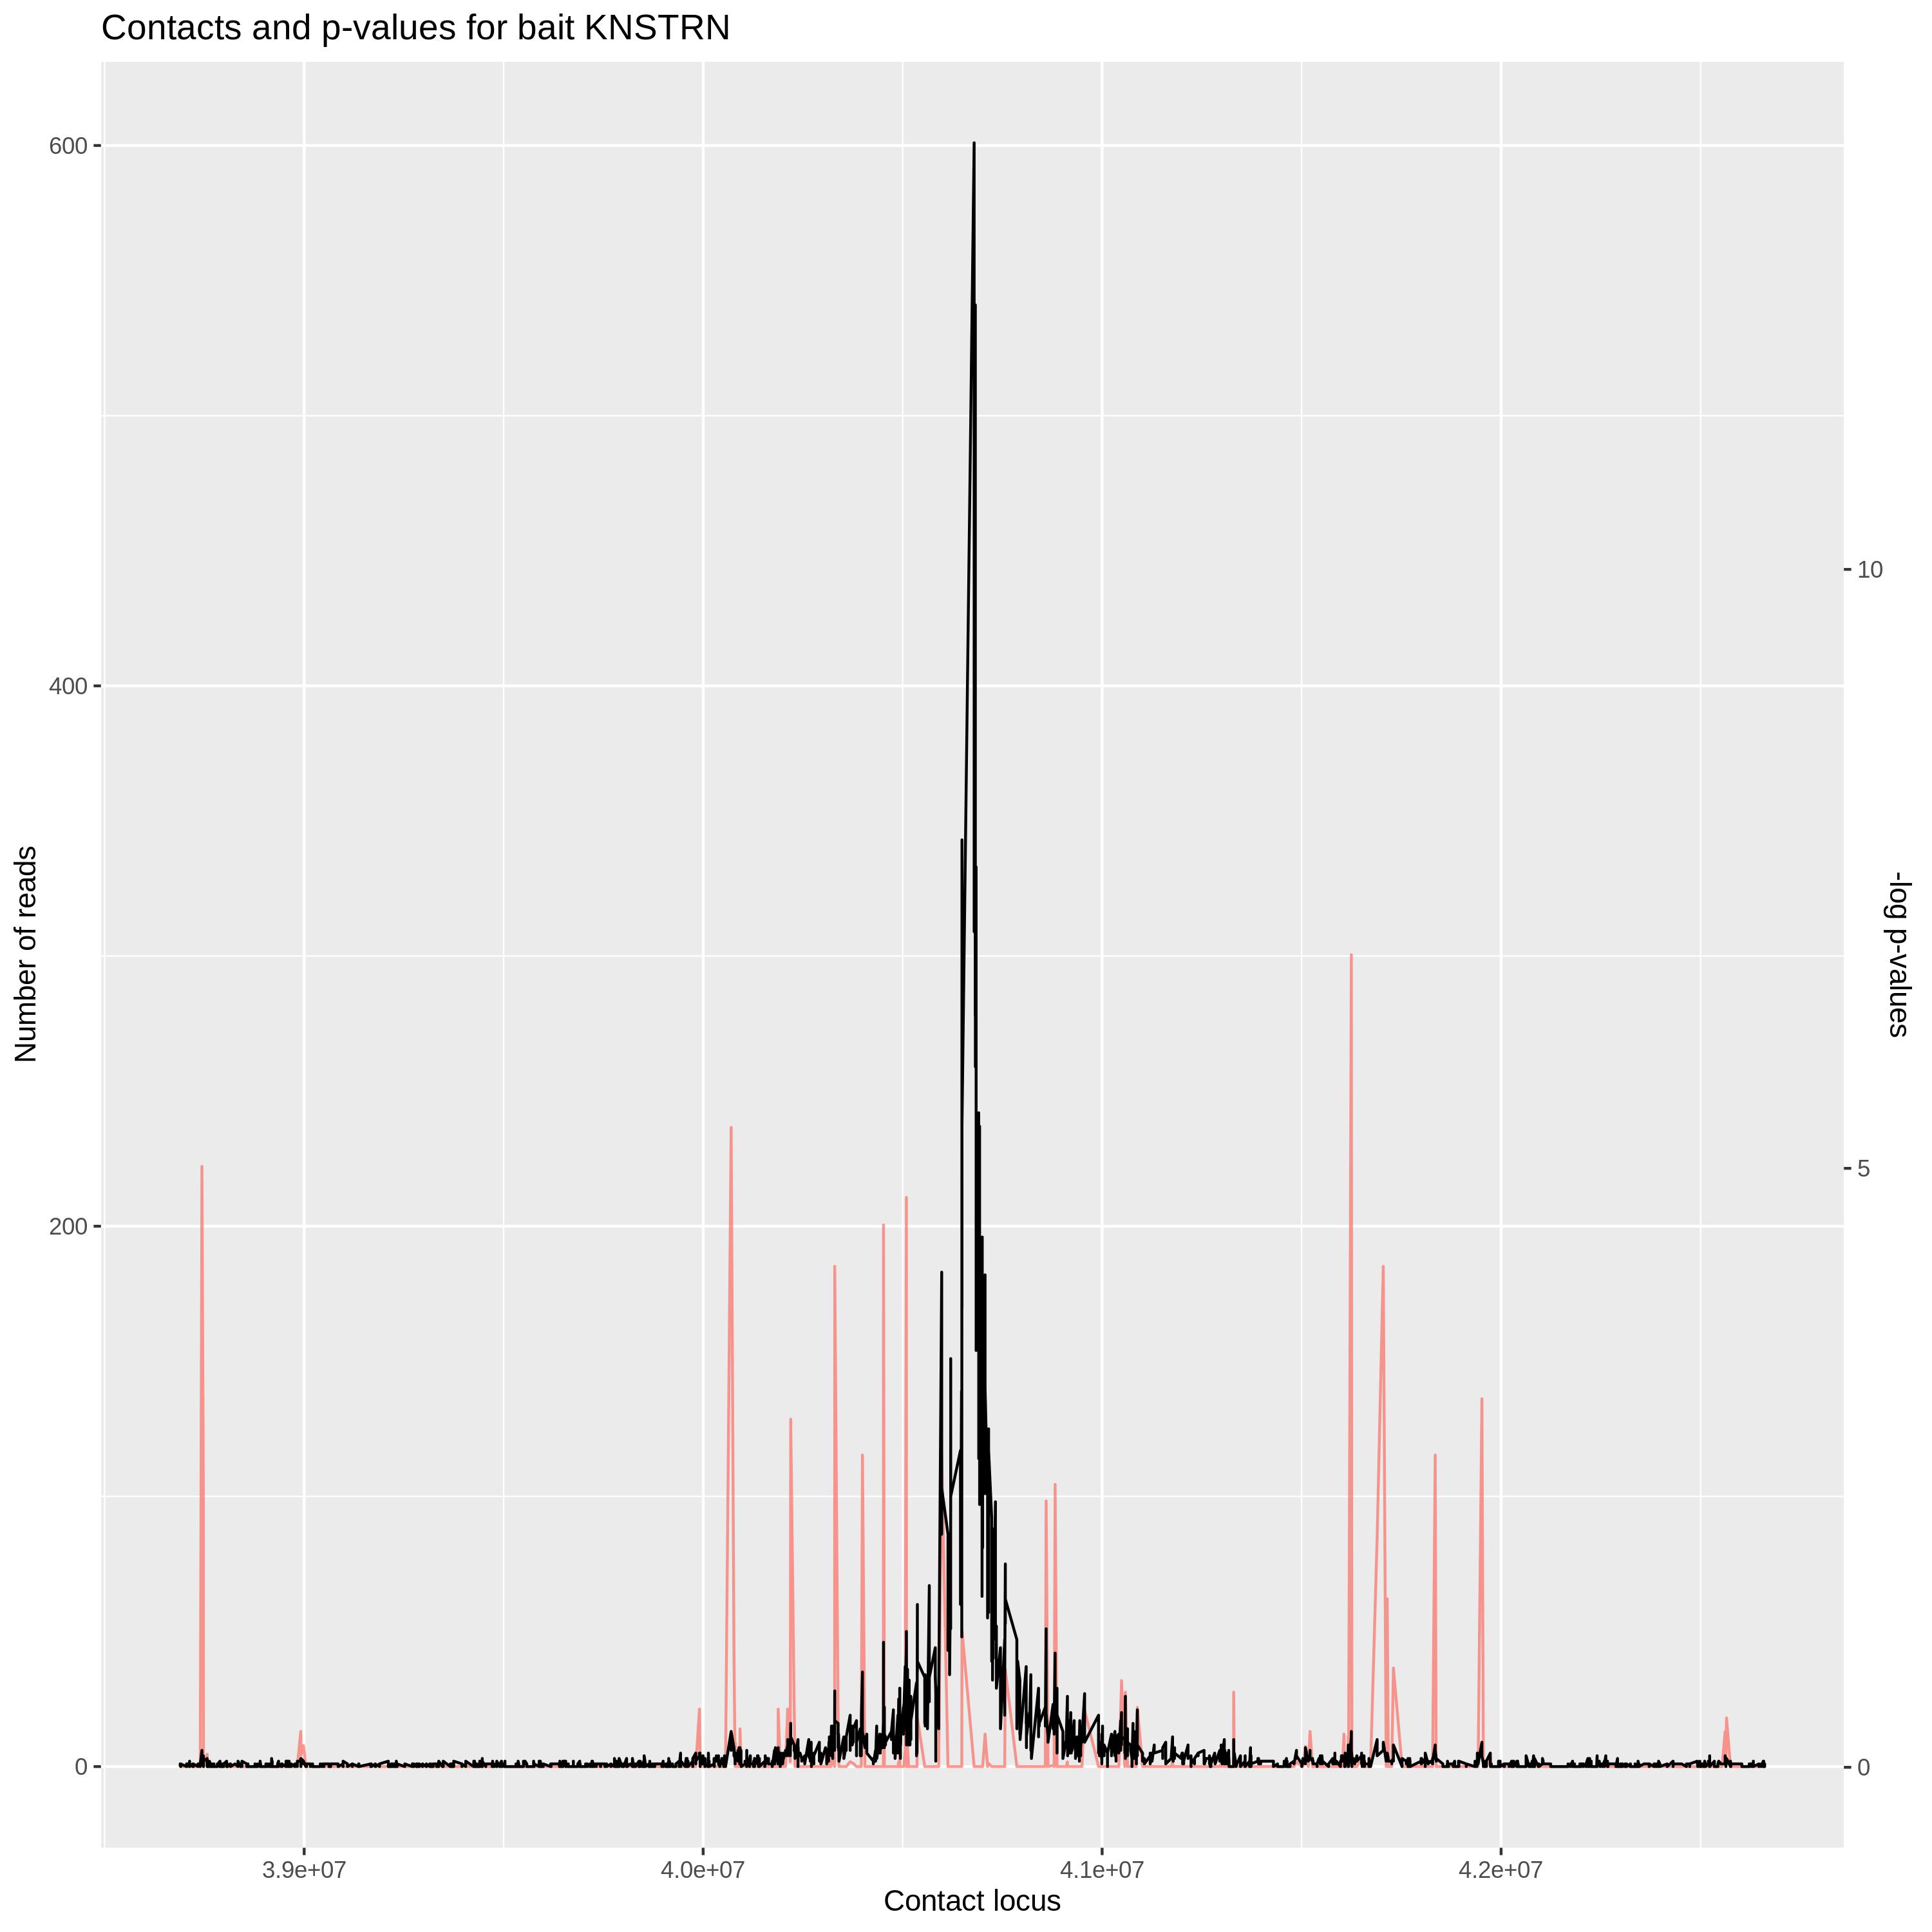 Contacts and p-values for bait KNSTRN
600
400
200
0
Number of reads
10
5
0
-log p-values
3.9e+07 4.0e+07 4.1e+07 4.2e+07
Contact locus